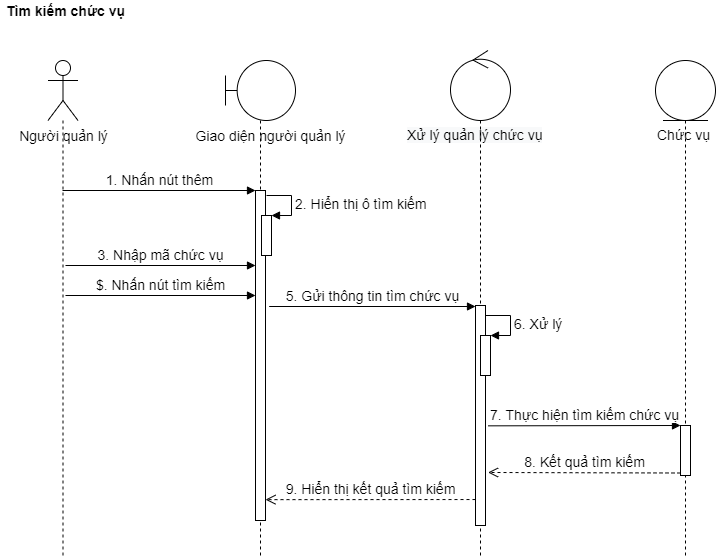 Tìm kiếm chức vụ
Người quản lý
Giao diện người quản lý
Xử lý quản lý chức vụ
Chức vụ
1. Nhấn nút thêm
2. Hiển thị ô tìm kiếm
3. Nhập mã chức vụ
$. Nhấn nút tìm kiếm
5. Gửi thông tin tìm chức vụ
6. Xử lý
7. Thực hiện tìm kiếm chức vụ
8. Kết quả tìm kiếm
9. Hiển thị kết quả tìm kiếm